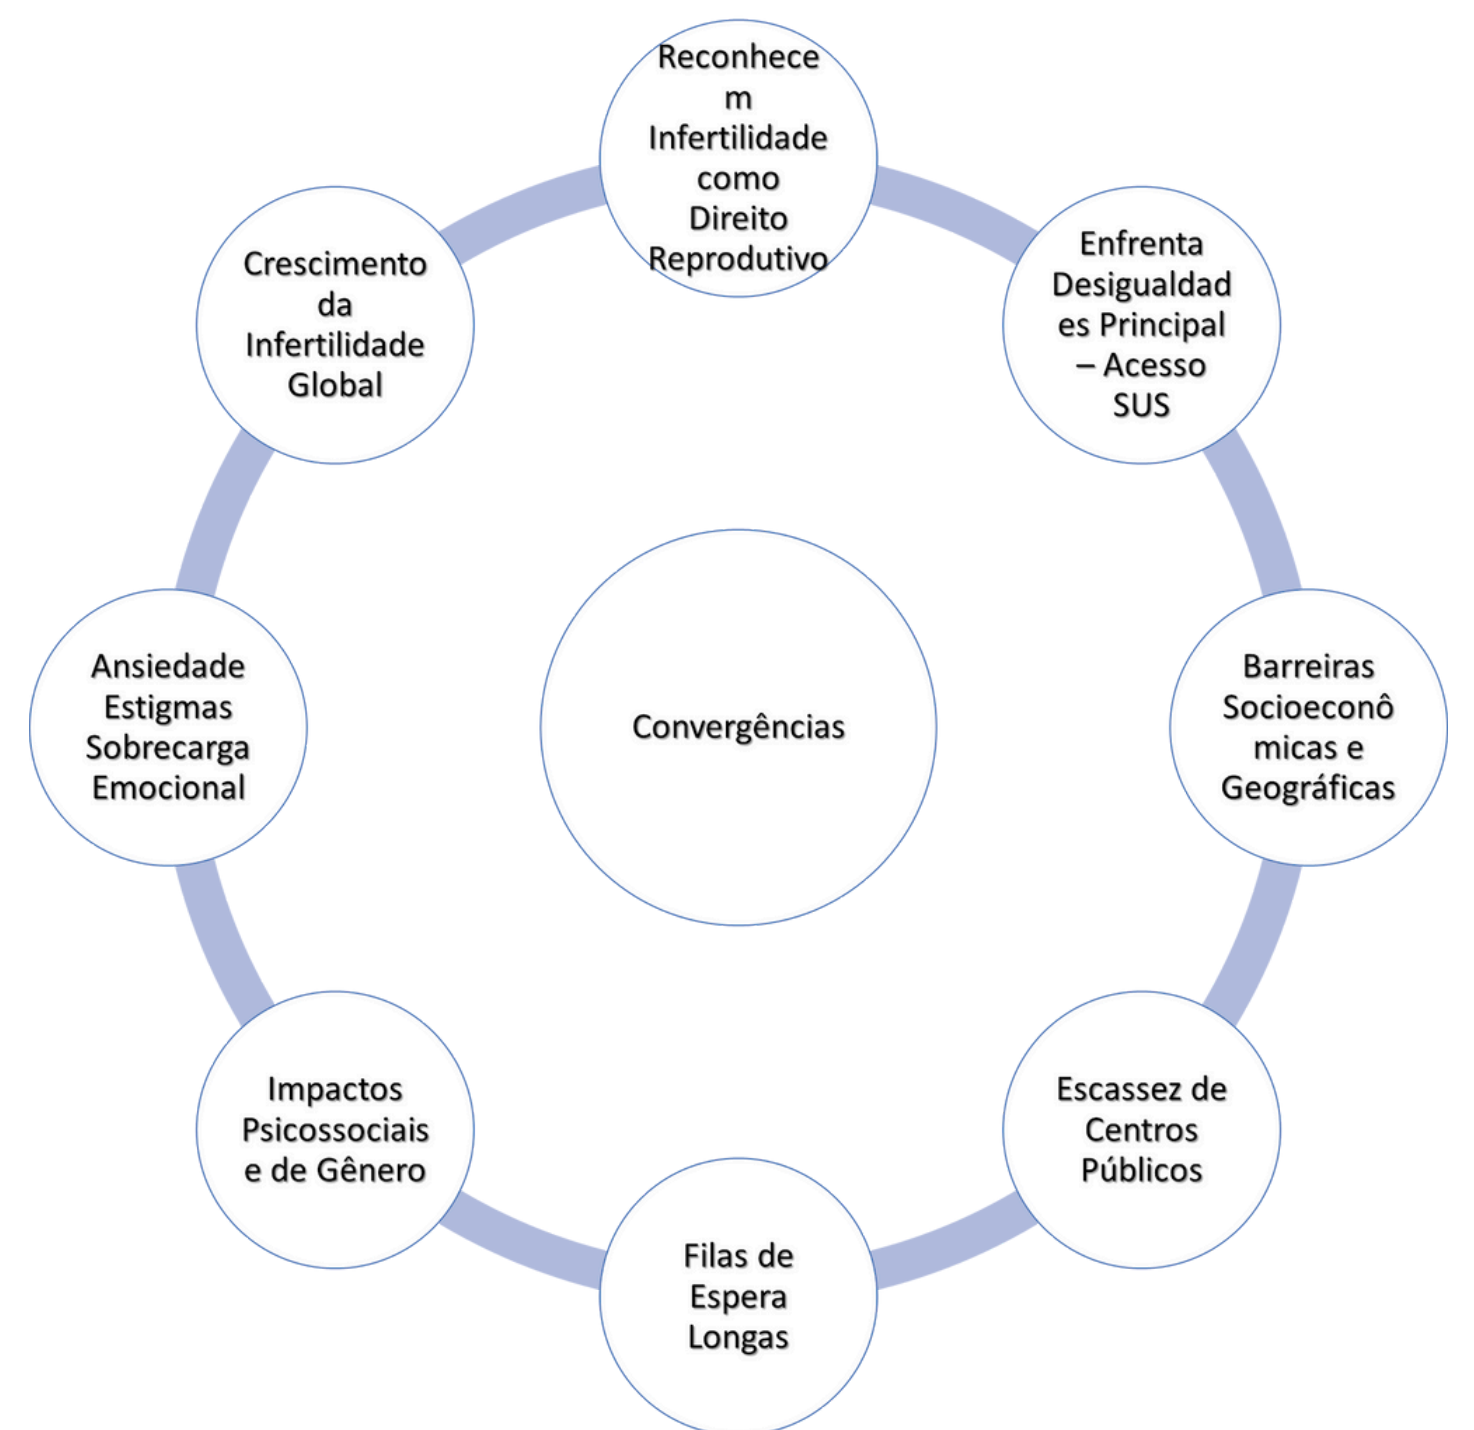 Reconhece
m
Infertilidade
como
Direito
Reprodutivo
Enfrenta
Desigualdad
es Principal
– Acesso
SUS
Barreiras
Socioeconô
micas e
Geográficas
Escassez de
Centros
Públicos
Filas de
Espera
Longas
Impactos
Psicossociais
e de Gênero
Ansiedade
Estigmas
Sobrecarga
Emocional
Crescimento
da
Infertilidade
Global
Convergências